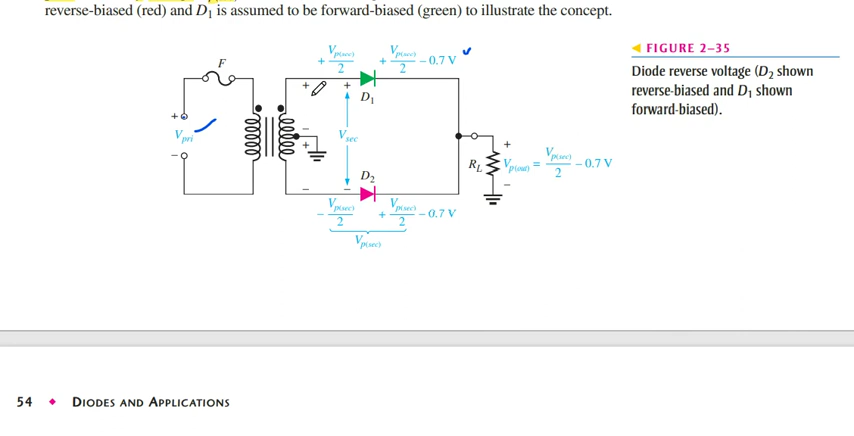 reverse-biased (red) and D1 is assumed to be forward-biased (green) to illustrate the concept.
F
+ Vp(sec)/2
+ Vp(sec)/2 – 0.7 V
+ +
D1
+
Vpri
–
–
+
Vsec
D2
– –
RL
+
Vp(out) = Vp(sec)/2 – 0.7 V
–
– Vp(sec)/2
+ Vp(sec)/2 – 0.7 V
Vp(sec)
◄ FIGURE 2–35
Diode reverse voltage (D2 shown
reverse-biased and D1 shown
forward-biased).
54 ◆ DIODES AND APPLICATIONS